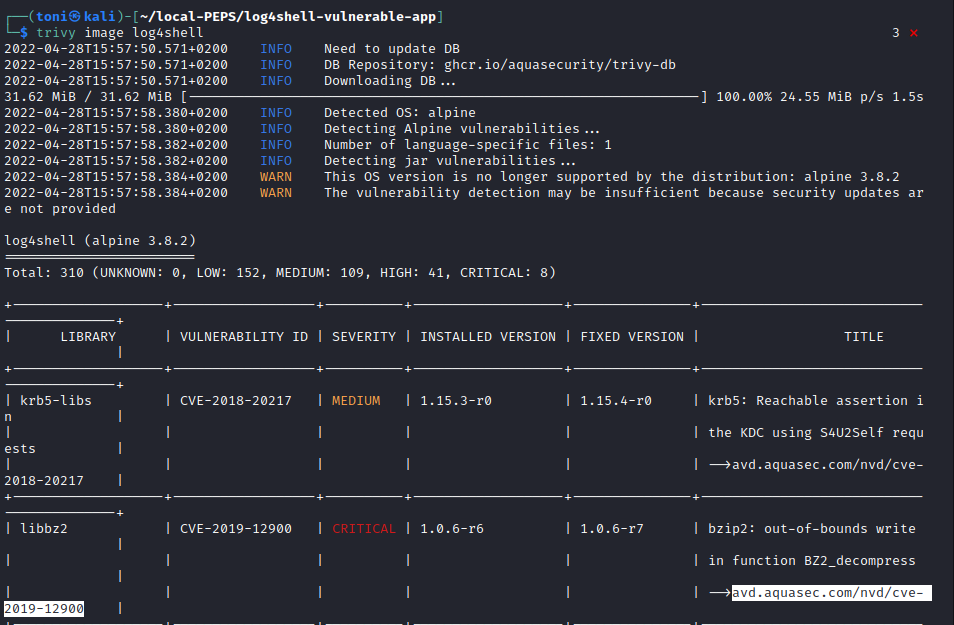 ┌──(toni㉿kali)-[~/local-PEPS/log4shell-vulnerable-app]
└─$ trivy image log4shell 3 ⨯
2022-04-28T15:57:50.571+0200 INFO Need to update DB
2022-04-28T15:57:50.571+0200 INFO DB Repository: ghcr.io/aquasecurity/trivy-db
2022-04-28T15:57:50.571+0200 INFO Downloading DB...
31.62 MiB / 31.62 MiB [-----------------------------------------------------------------] 100.00% 24.55 MiB p/s 1.5s
2022-04-28T15:57:58.380+0200 INFO Detected OS: alpine
2022-04-28T15:57:58.380+0200 INFO Detecting Alpine vulnerabilities...
2022-04-28T15:57:58.382+0200 INFO Number of language-specific files: 1
2022-04-28T15:57:58.382+0200 INFO Detecting jar vulnerabilities...
2022-04-28T15:57:58.384+0200 WARN This OS version is no longer supported by the distribution: alpine 3.8.2
2022-04-28T15:57:58.384+0200 WARN The vulnerability detection may be insufficient because security updates ar
e not provided
log4shell (alpine 3.8.2)
========================
Total: 310 (UNKNOWN: 0, LOW: 152, MEDIUM: 109, HIGH: 41, CRITICAL: 8)
| LIBRARY | VULNERABILITY ID | SEVERITY | INSTALLED VERSION | FIXED VERSION | TITLE
|
| krb5-libs | CVE-2018-20217 | MEDIUM | 1.15.3-r0 | 1.15.4-r0 | krb5: Reachable assertion i
n |
| | | | | | the KDC using S4U2Self requ
ests |
| | | | | | -->avd.aquasec.com/nvd/cve-
2018-20217 |
| libbz2 | CVE-2019-12900 | CRITICAL | 1.0.6-r6 | 1.0.6-r7 | bzip2: out-of-bounds write
|
| | | | | | in function BZ2_decompress
|
| | | | | | -->avd.aquasec.com/nvd/cve-
2019-12900 |